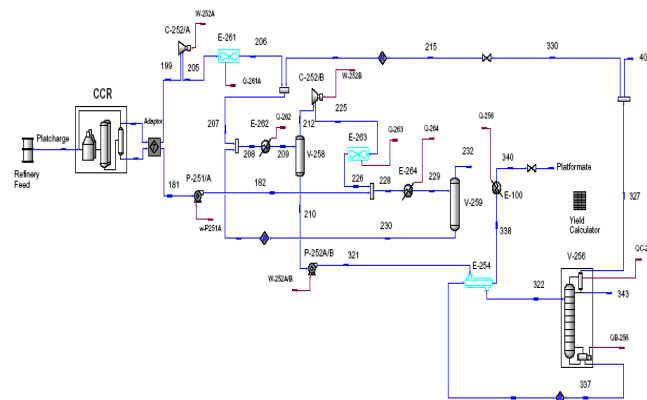 W-252A
C-252/A
E-261
206
215
330
40
199
205
C-252/B
W-252B
Q-261A
225
CCR
Q-256
Q-262
Q-263
Q-264
Adaptor
207
E-262
212
E-263
232
340
Platcharge
Platformate
208
209
V-258
E-264
327
Refinery
Feed
181
P-251/A
182
226
228
229
E-100
V-259
Yield
Calculator
w-P251A
210
230
338
P-252A/B
321
E-254
V-256
QC-2
W-252A/B
322
343
QB-256
337